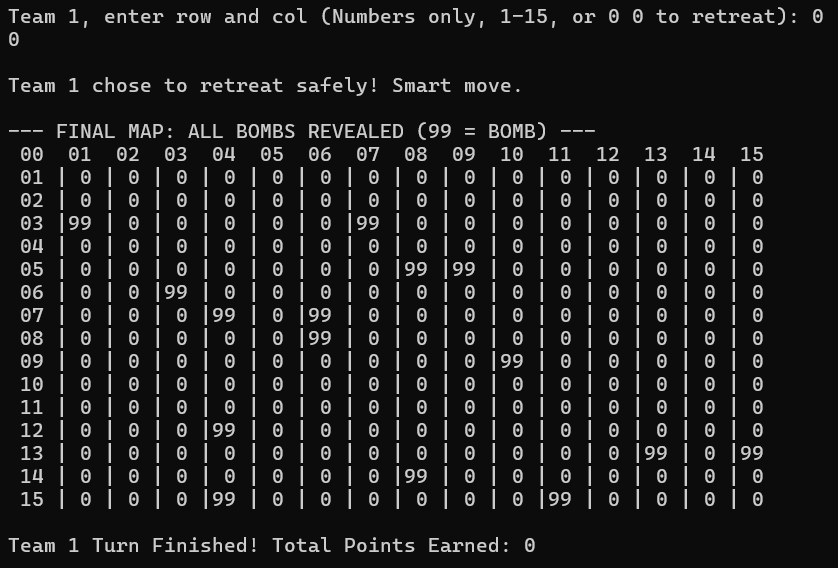 Team 1, enter row and col (Numbers only, 1-15, or 0 0 to retreat): 0
0
Team 1 chose to retreat safely! Smart move.
--- FINAL MAP: ALL BOMBS REVEALED (99 = BOMB) ---
 00  01  02  03  04  05  06  07  08  09  10  11  12  13  14  15
 01 | 0 | 0 | 0 | 0 | 0 | 0 | 0 | 0 | 0 | 0 | 0 | 0 | 0 | 0 | 0
 02 | 0 | 0 | 0 | 0 | 0 | 0 | 0 | 0 | 0 | 0 | 0 | 0 | 0 | 0 | 0
 03 |99 | 0 | 0 | 0 | 0 | 0 |99 | 0 | 0 | 0 | 0 | 0 | 0 | 0 | 0
 04 | 0 | 0 | 0 | 0 | 0 | 0 | 0 | 0 | 0 | 0 | 0 | 0 | 0 | 0 | 0
 05 | 0 | 0 | 0 | 0 | 0 | 0 | 0 |99 |99 | 0 | 0 | 0 | 0 | 0 | 0
 06 | 0 | 0 |99 | 0 | 0 | 0 | 0 | 0 | 0 | 0 | 0 | 0 | 0 | 0 | 0
 07 | 0 | 0 | 0 |99 | 0 |99 | 0 | 0 | 0 | 0 | 0 | 0 | 0 | 0 | 0
 08 | 0 | 0 | 0 | 0 | 0 |99 | 0 | 0 | 0 | 0 | 0 | 0 | 0 | 0 | 0
 09 | 0 | 0 | 0 | 0 | 0 | 0 | 0 | 0 | 0 |99 | 0 | 0 | 0 | 0 | 0
 10 | 0 | 0 | 0 | 0 | 0 | 0 | 0 | 0 | 0 | 0 | 0 | 0 | 0 | 0 | 0
 11 | 0 | 0 | 0 | 0 | 0 | 0 | 0 | 0 | 0 | 0 | 0 | 0 | 0 | 0 | 0
 12 | 0 | 0 | 0 |99 | 0 | 0 | 0 | 0 | 0 | 0 | 0 | 0 | 0 | 0 | 0
 13 | 0 | 0 | 0 | 0 | 0 | 0 | 0 | 0 | 0 | 0 | 0 | 0 |99 | 0 |99
 14 | 0 | 0 | 0 | 0 | 0 | 0 | 0 |99 | 0 | 0 | 0 | 0 | 0 | 0 | 0
 15 | 0 | 0 | 0 |99 | 0 | 0 | 0 | 0 | 0 | 0 |99 | 0 | 0 | 0 | 0
Team 1 Turn Finished! Total Points Earned: 0